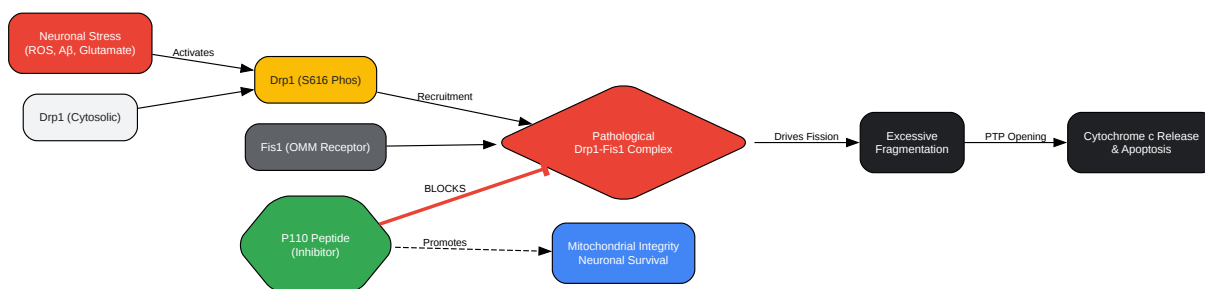 Neuronal Stress
(ROS, Aβ, Glutamate)
Activates
Drp1 (Cytosolic)
Drp1 (S616 Phos)
Recruitment
Fis1 (OMM Receptor)
Pathological
Drp1-Fis1 Complex
Drives Fission
Excessive
Fragmentation
PTP Opening
Cytochrome c Release
& Apoptosis
BLOCKS
P110 Peptide
(Inhibitor)
Promotes
Mitochondrial Integrity
Neuronal Survival